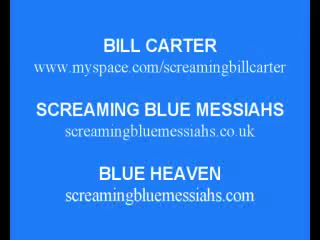 BILL CARTER
www.myspace.com/screamingbillcarter
SCREAMING BLUE MESSIAHS
screamingbluemessiahs.co.uk
BLUE HEAVEN
screamingbluemessiahs.com